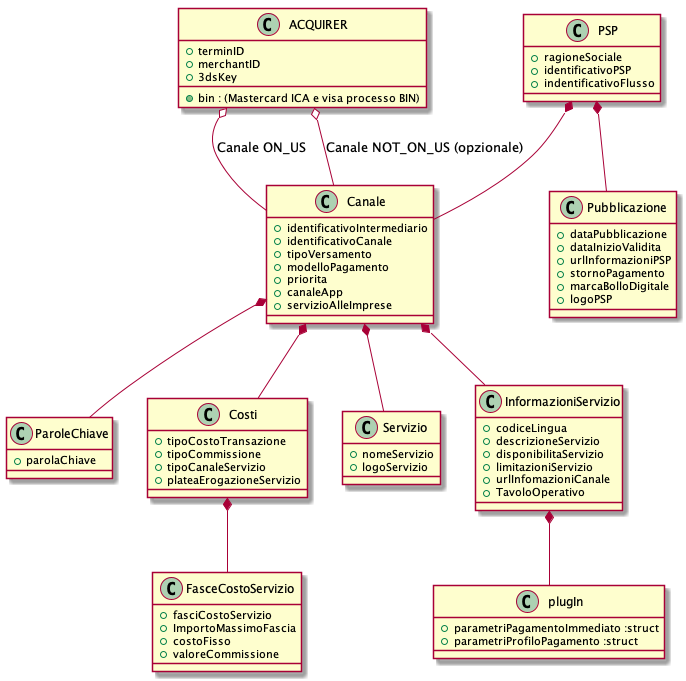 C ACQUIRER
terminID
merchantID
3dsKey
bin : (Mastercard ICA e visa processo BIN)
C PSP
ragioneSociale
identificativoPSP
indentificativoFlusso
Canale ON_US
Canale NOT_ON_US (opzionale)
C Canale
identificativoIntermediario
identificativoCanale
tipoVersamento
modelloPagamento
priorita
canaleApp
servizioAlleImprese
C Pubblicazione
dataPubblicazione
dataInizioValidita
urlInformazioniPSP
stornoPagamento
marcaBolloDigitale
logoPSP
C ParoleChiave
parolaChiave
C Costi
tipoCostoTransazione
tipoCommissione
tipoCanaleServizio
plateaErogazioneServizio
C Servizio
nomeServizio
logoServizio
C InformazioniServizio
codiceLingua
descrizioneServizio
disponibilitaServizio
limitazioniServizio
urlInfomazioniCanale
TavoloOperativo
C FasceCostoServizio
fasciCostoServizio
ImportoMassimoFascia
costoFisso
valoreCommissione
C plugIn
parametriPagamentoImmediato :struct
parametriProfiloPagamento :struct